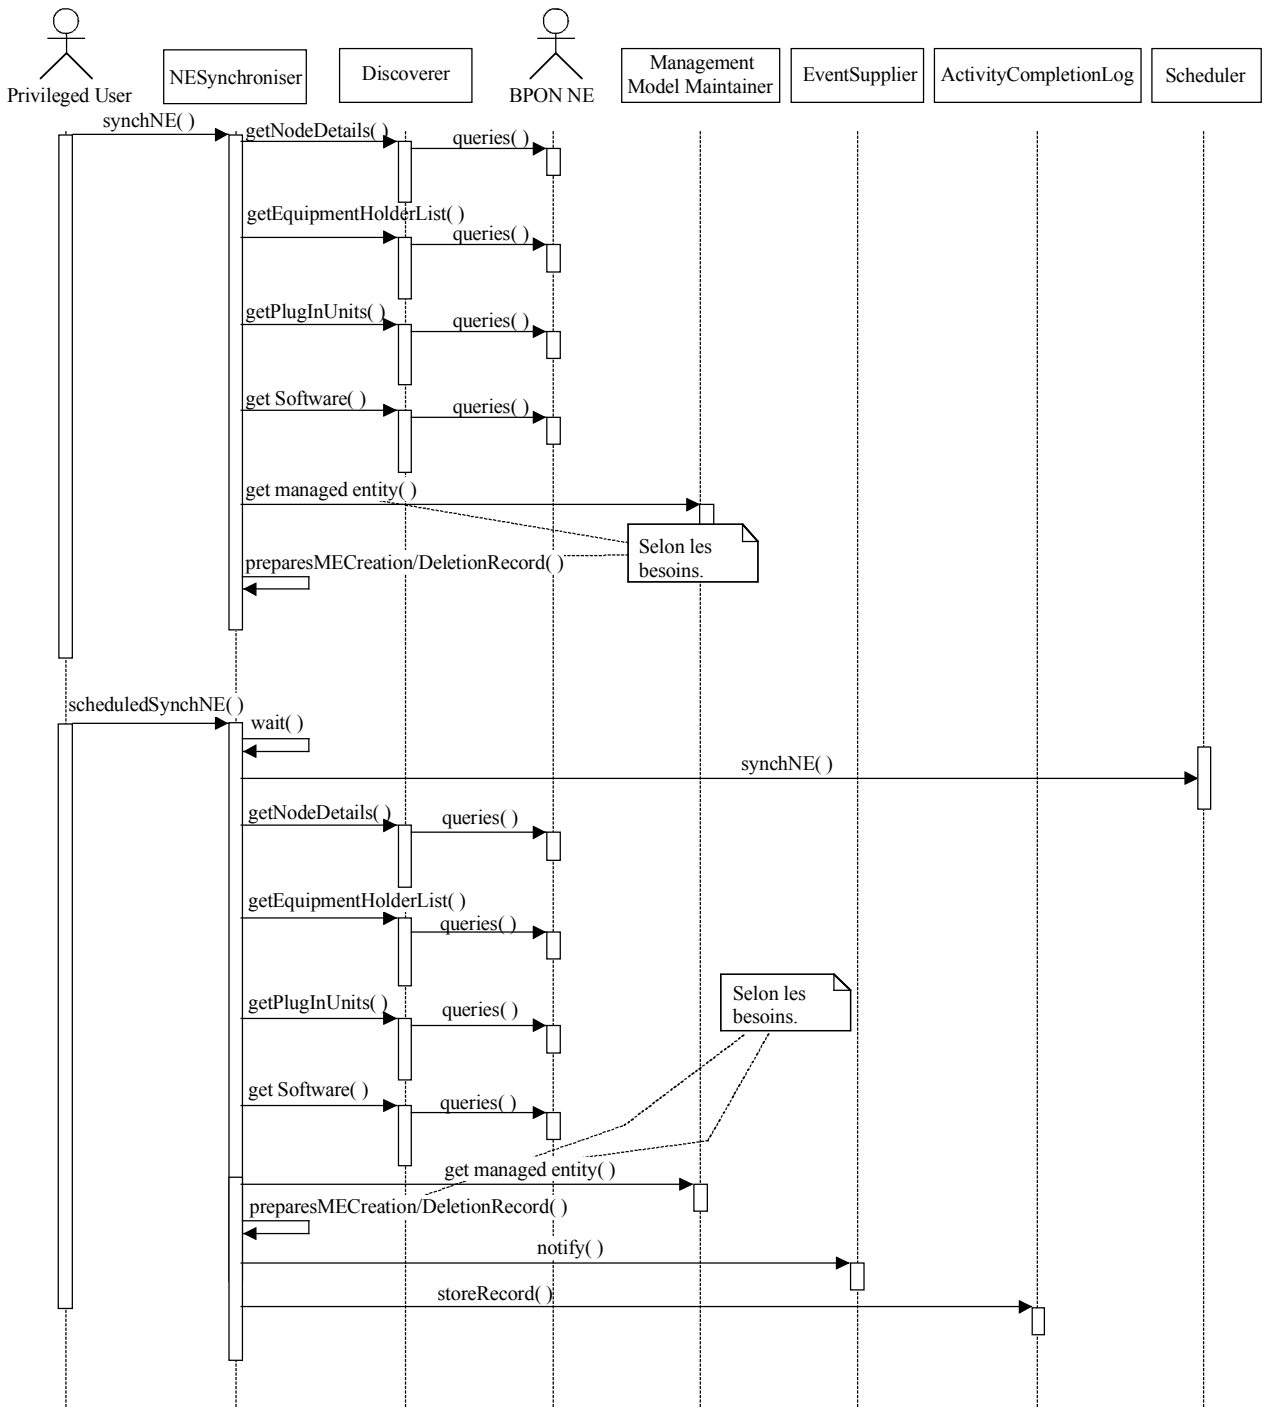 Privileged User
NESynchroniser
Discoverer
BPON NE
Management
Model Maintainer
EventSupplier
ActivityCompletionLog
Scheduler
synchNE( )
getNodeDetails( )
queries( )
getEquipmentHolderList( )
queries( )
getPlugInUnits( )
queries( )
get Software( )
queries( )
get managed entity( )
Selon les
besoins.
preparesMECreation/DeletionRecord( )
scheduledSynchNE( )
wait( )
synchNE( )
getNodeDetails( )
queries( )
getEquipmentHolderList( )
queries( )
Selon les
besoins.
getPlugInUnits( )
queries( )
get Software( )
queries( )
get managed entity( )
preparesMECreation/DeletionRecord( )
notify( )
storeRecord( )